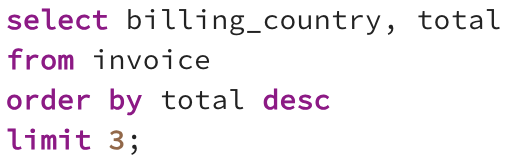 select billing_country, total
from invoice
order by total desc
limit 3;